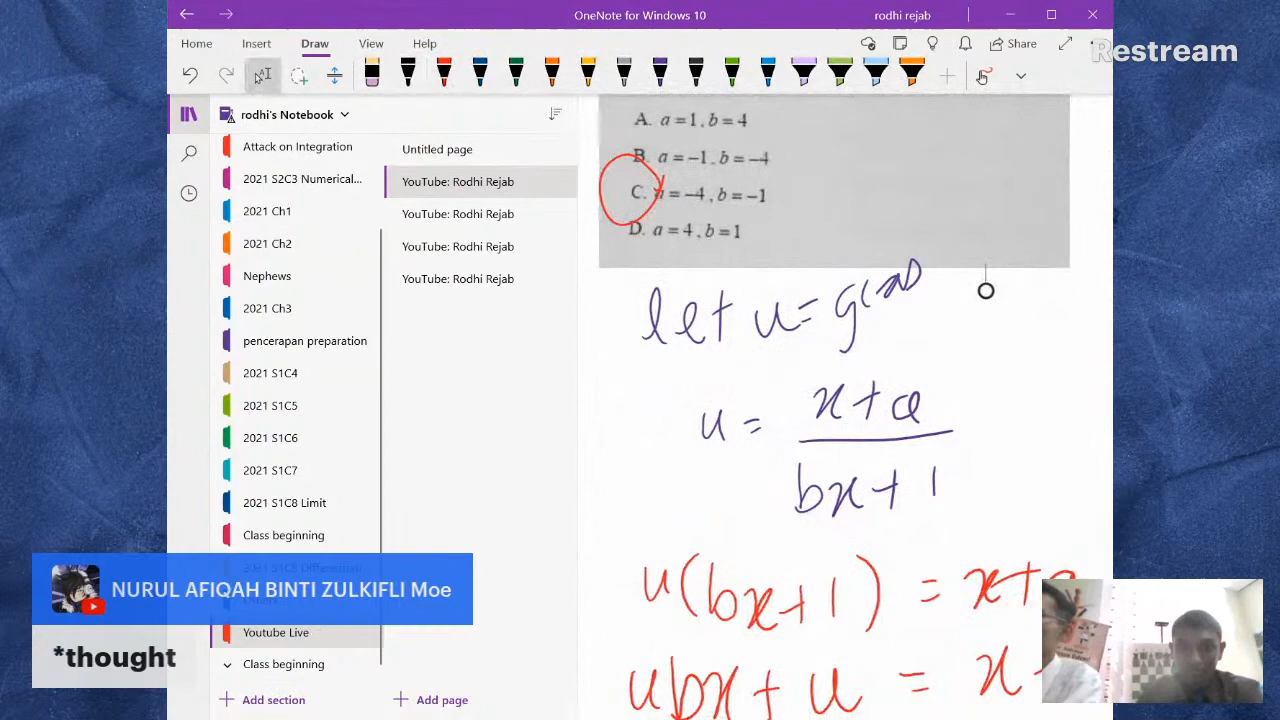 OneNote for Windows 10
rodhi rejab
Home
Insert
Draw
View
Help
Share
Restream
rodhi's Notebook
Attack on Integration
2021 S2C3 Numerical...
2021 Ch1
2021 Ch2
Nephews
2021 Ch3
pencerapan preparation
2021 S1C4
2021 S1C5
2021 S1C6
2021 S1C7
2021 S1C8 Limit
Class beginning
Youtube Live
Class beginning
Add section
Untitled page
YouTube: Rodhi Rejab
YouTube: Rodhi Rejab
YouTube: Rodhi Rejab
YouTube: Rodhi Rejab
Add page
A. a = 1, b = 4
B. a = -1, b = -4
C. a = -4, b = -1
D. a = 4, b = 1
let u = g(x)
u = x + a
bx + 1
u(bx + 1) = x +
ubx + u = x
NURUL AFIQAH BINTI ZULKIFLI Moe
*thought